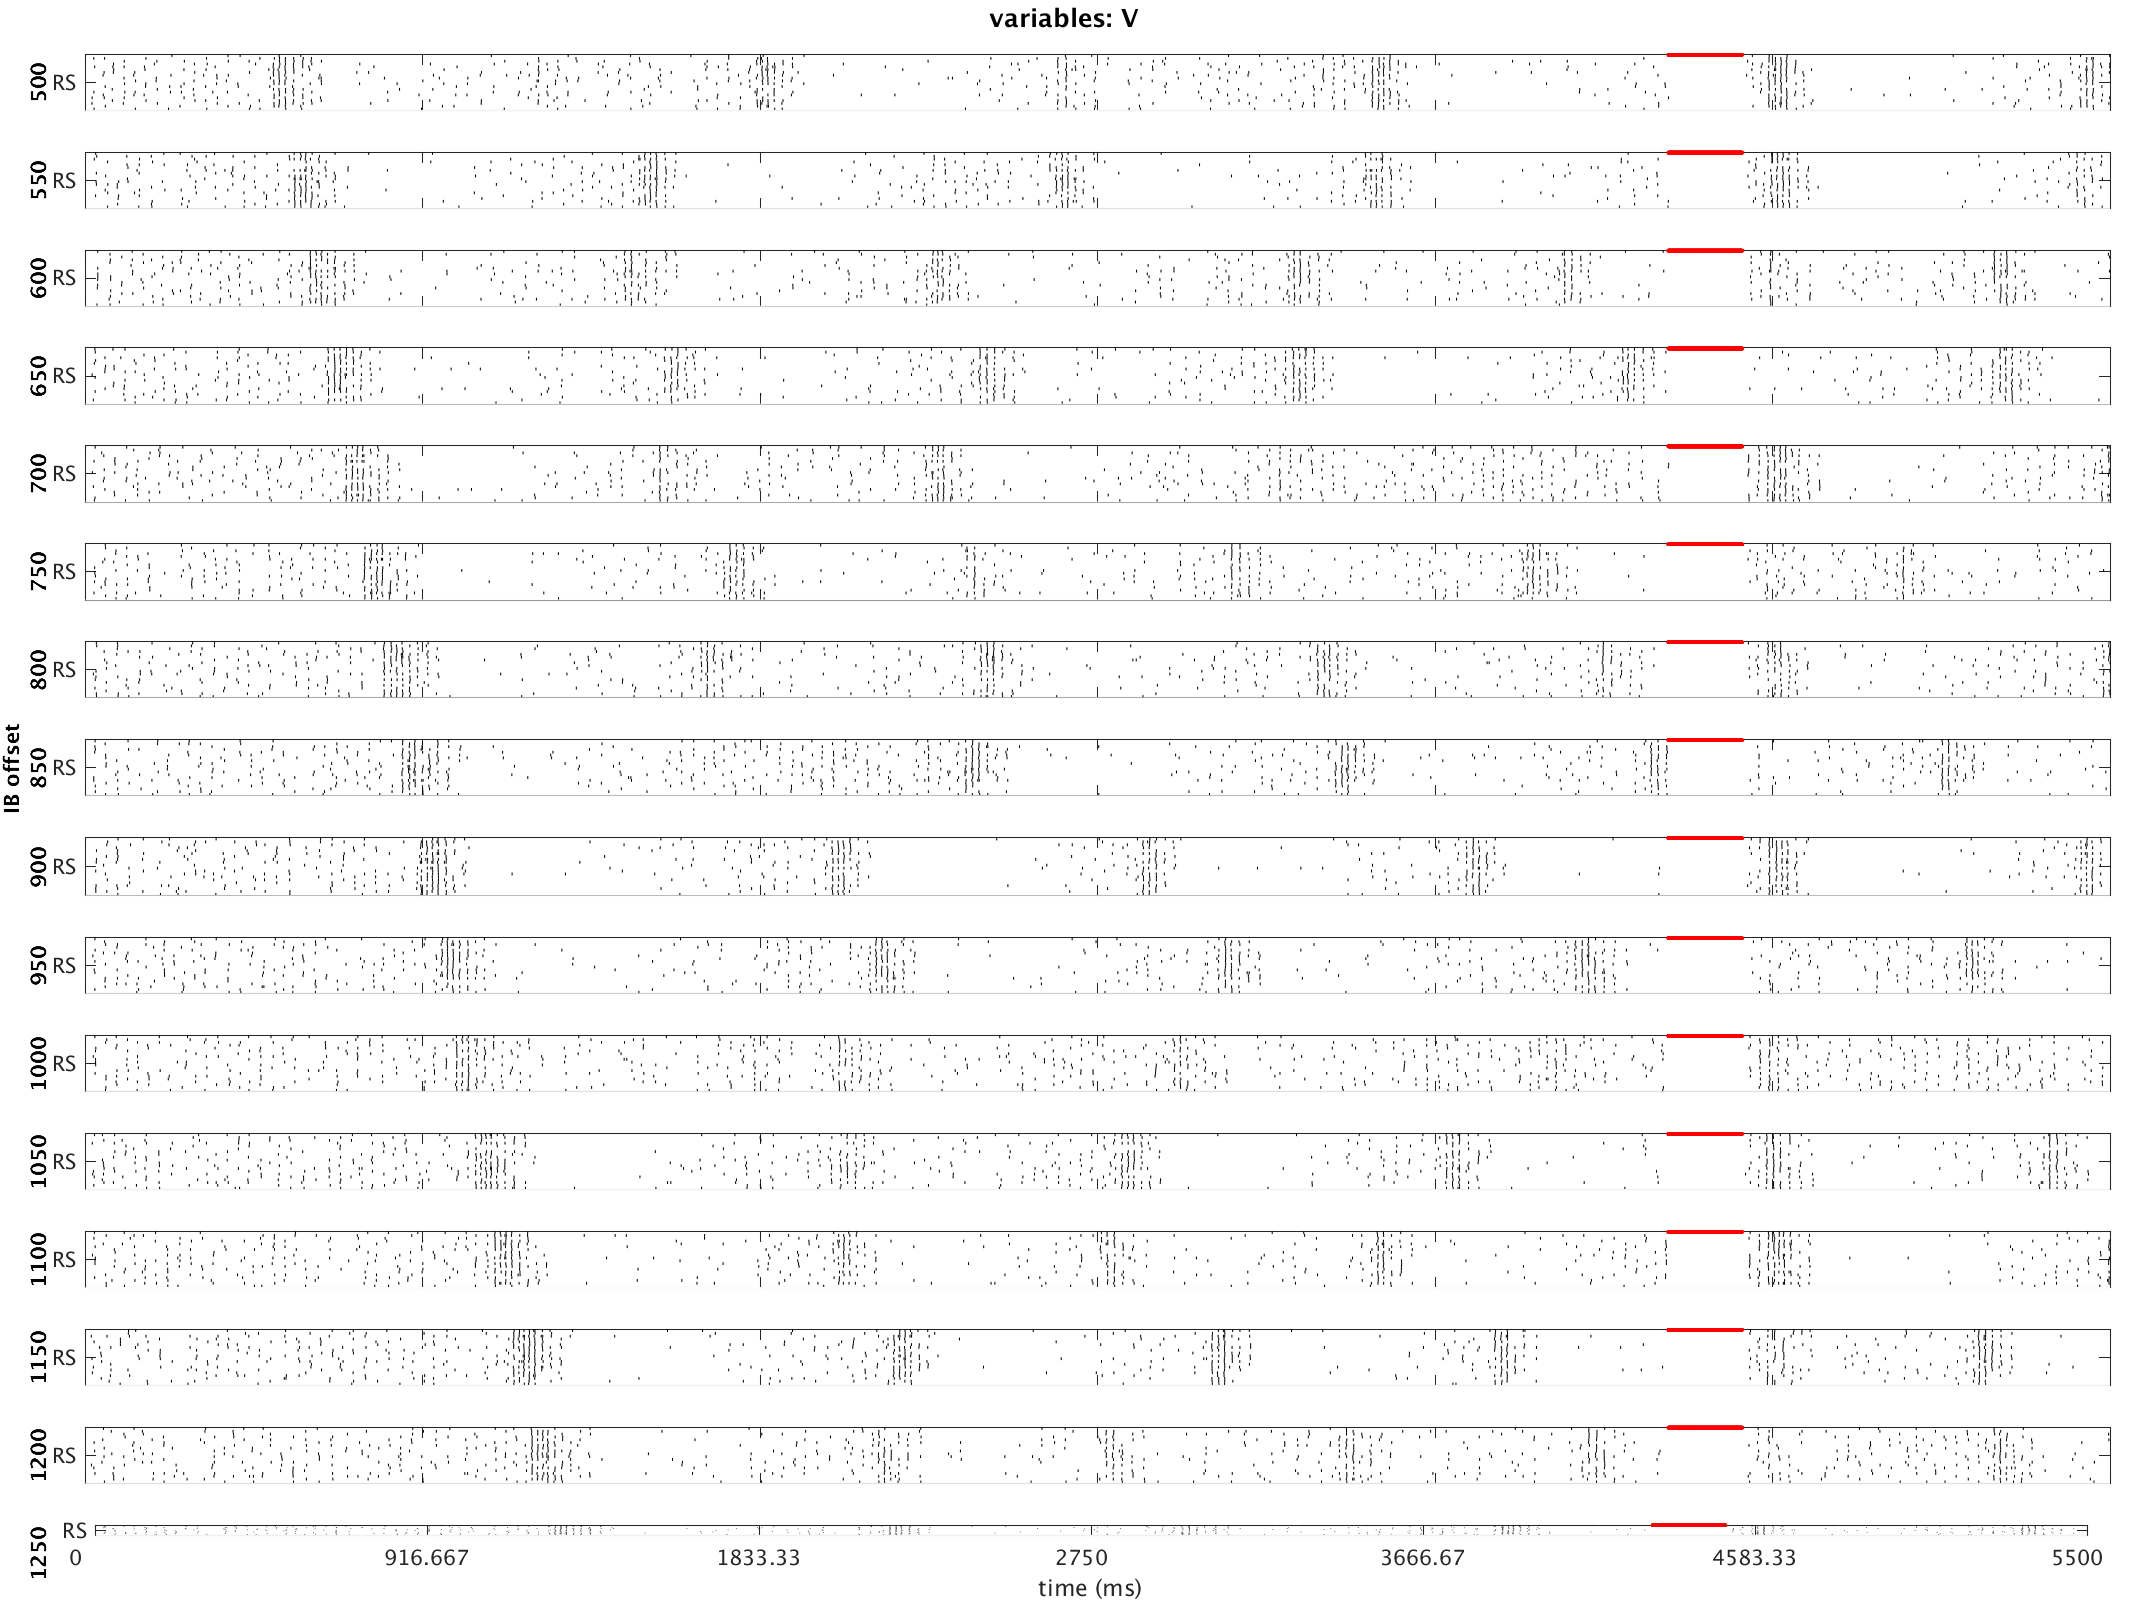 variables: V
500 RS
550 RS
600 RS
650 RS
700 RS
750 RS
800 RS
IB offset
850 RS
900 RS
950 RS
1000 RS
1050 RS
1100 RS
1150 RS
1200 RS
1250 RS
0 916.667 1833.33 2750 3666.67 4583.33 5500
time (ms)